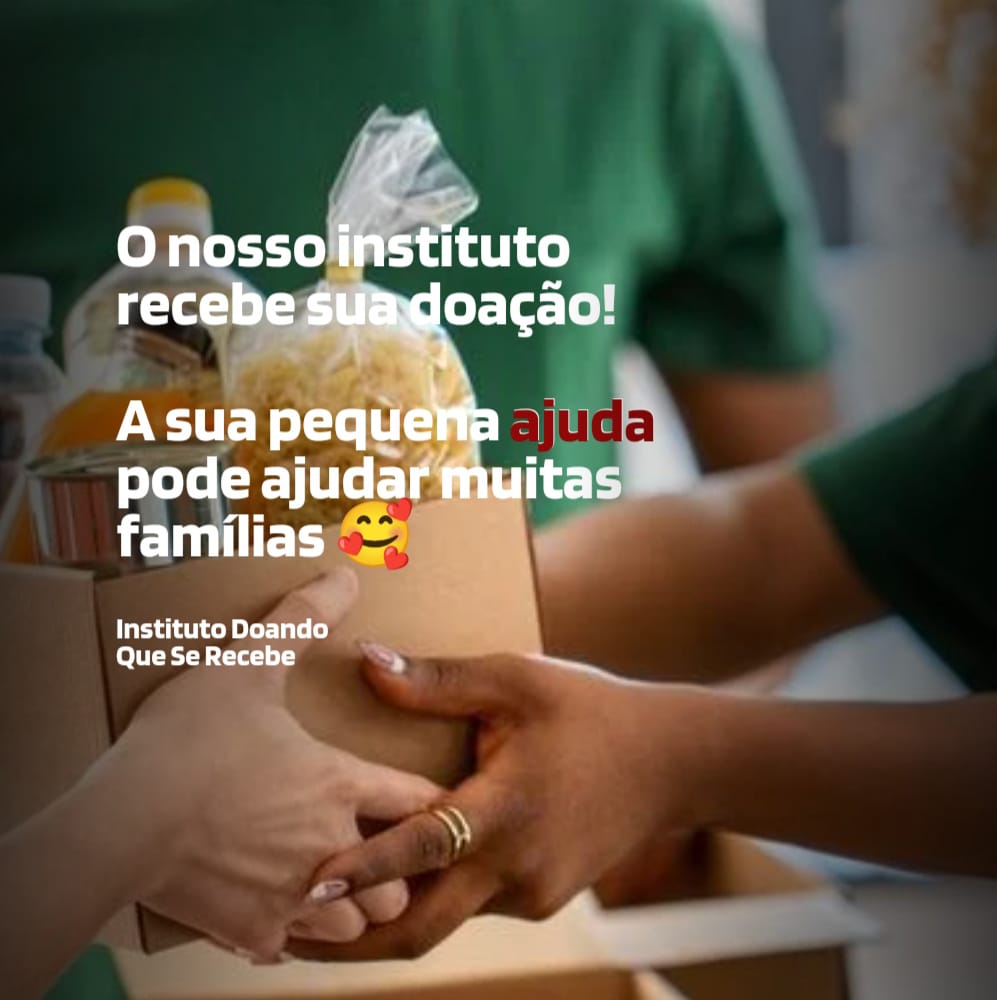 O nosso instituto
recebe sua doação!
A sua pequena ajuda
pode ajudar muitas
famílias 🥰
Instituto Doando
Que Se Recebe